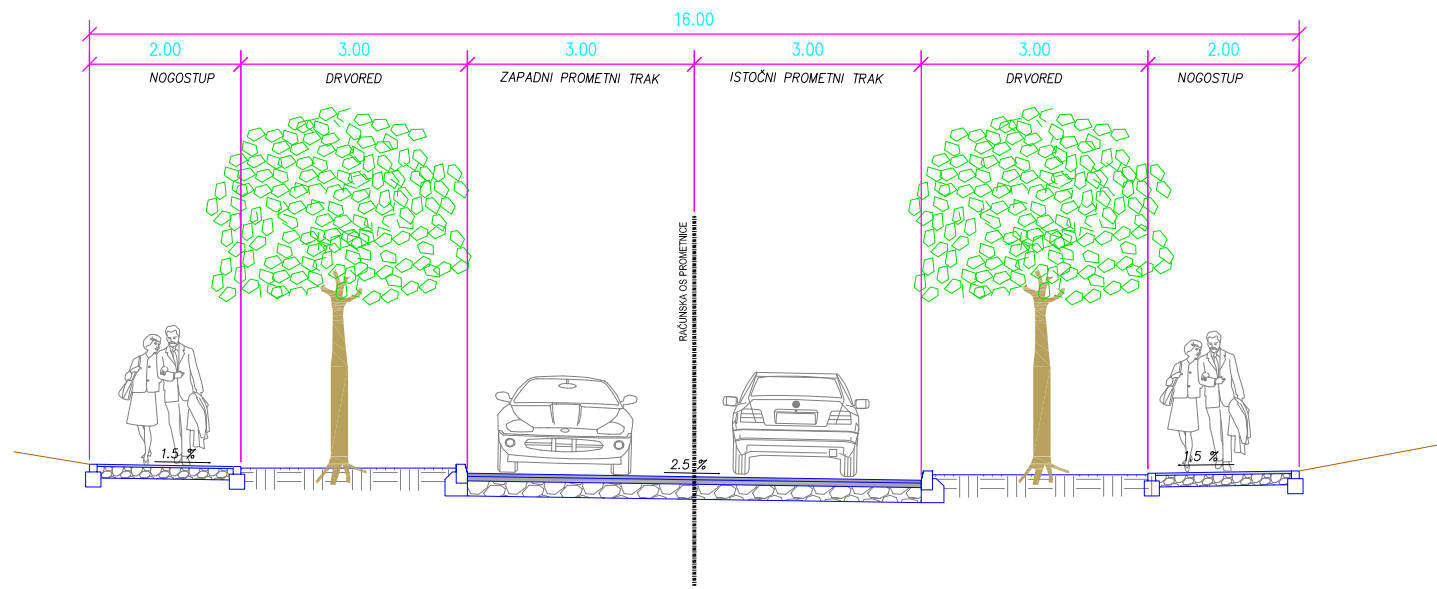 16.00
2.00 3.00 3.00 3.00 3.00 2.00
NOGOSTUP DRVORED ZAPADNI PROMETNI TRAK ISTOČNI PROMETNI TRAK DRVORED NOGOSTUP
RAČUNSKA OS PROMETNICE
1.5 % 2.5 % 1.5 %